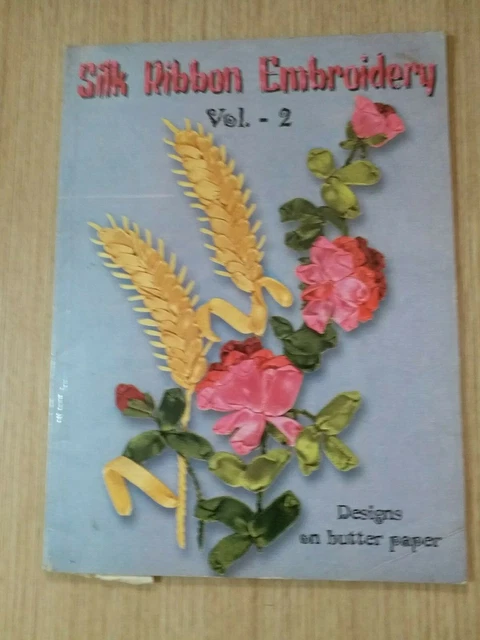 Silk Ribbon Embroidery
Vol. - 2
Designs
on butter paper